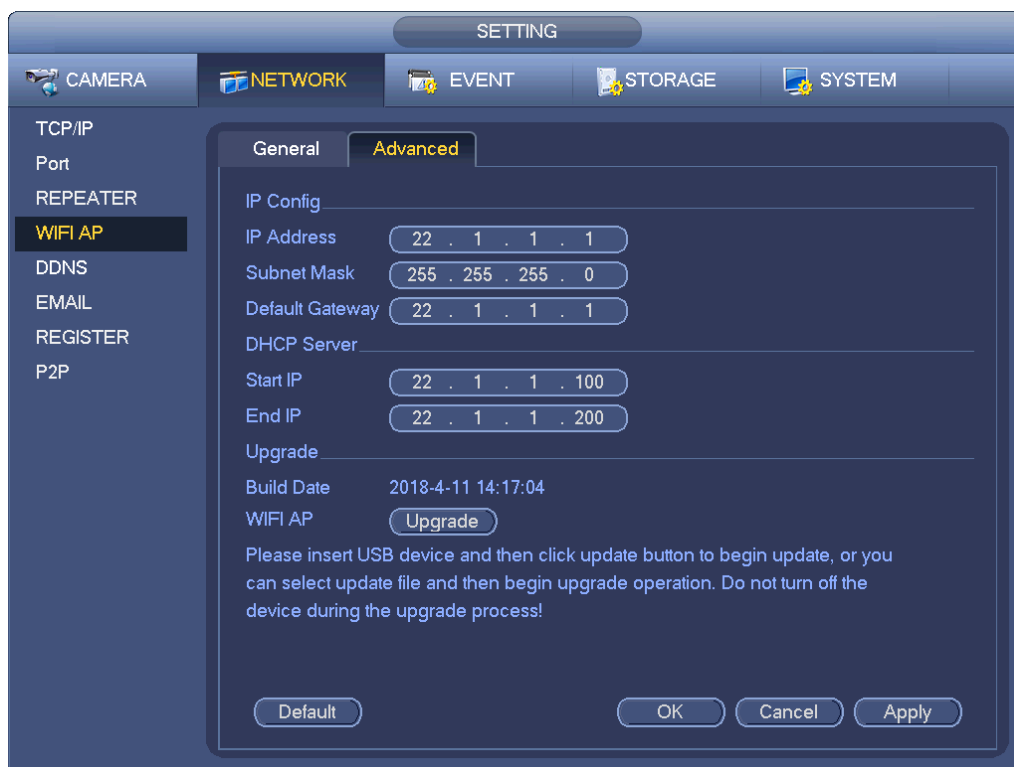 SETTING
CAMERA NETWORK EVENT STORAGE SYSTEM
TCP/IP
Port
REPEATER
WIFI AP
DDNS
EMAIL
REGISTER
P2P
General Advanced
IP Config
IP Address 22 . 1 . 1 . 1
Subnet Mask 255 . 255 . 255 . 0
Default Gateway 22 . 1 . 1 . 1
DHCP Server
Start IP 22 . 1 . 1 . 100
End IP 22 . 1 . 1 . 200
Upgrade
Build Date 2018-4-11 14:17:04
WIFI AP Upgrade
Please insert USB device and then click update button to begin update, or you
can select update file and then begin upgrade operation. Do not turn off the
device during the upgrade process!
Default OK Cancel Apply